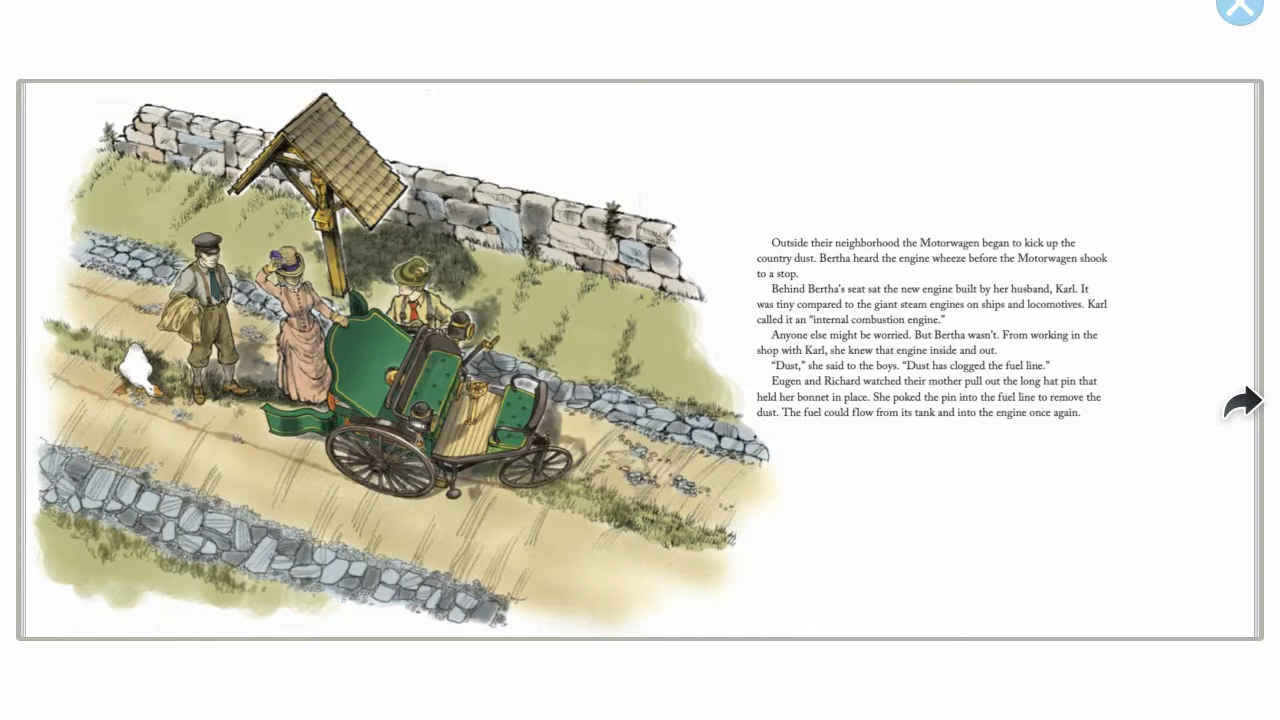 Outside their neighborhood the Motorwagen began to kick up the
country dust. Bertha heard the engine wheeze before the Motorwagen shook
to a stop.
Behind Bertha’s seat sat the new engine built by her husband, Karl. It
was tiny compared to the giant steam engines on ships and locomotives. Karl
called it an “internal combustion engine.”
Anyone else might be worried. But Bertha wasn’t. From working in the
shop with Karl, she knew that engine inside and out.
“Dust,” she said to the boys. “Dust has clogged the fuel line.”
Eugen and Richard watched their mother pull out the long hat pin that
held her bonnet in place. She poked the pin into the fuel line to remove the
dust. The fuel could flow from its tank and into the engine once again.